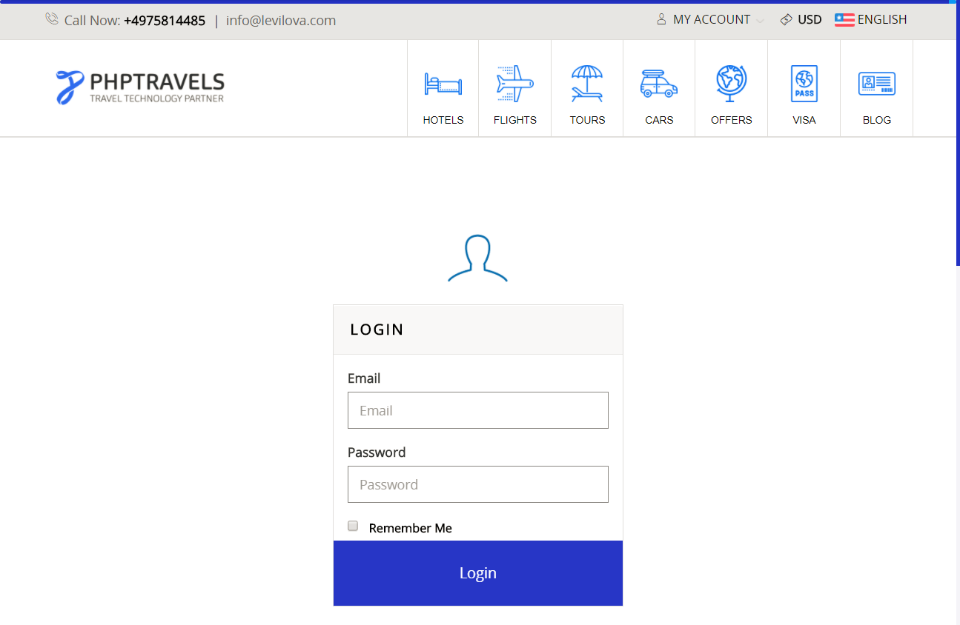 Call Now: +4975814485 | info@levilova.com MY ACCOUNT USD ENGLISH
PHPTRAVELS
TRAVEL TECHNOLOGY PARTNER
PASS
HOTELS FLIGHTS TOURS CARS OFFERS VISA BLOG
LOGIN
Email
Email
Password
Password
Remember Me
Login